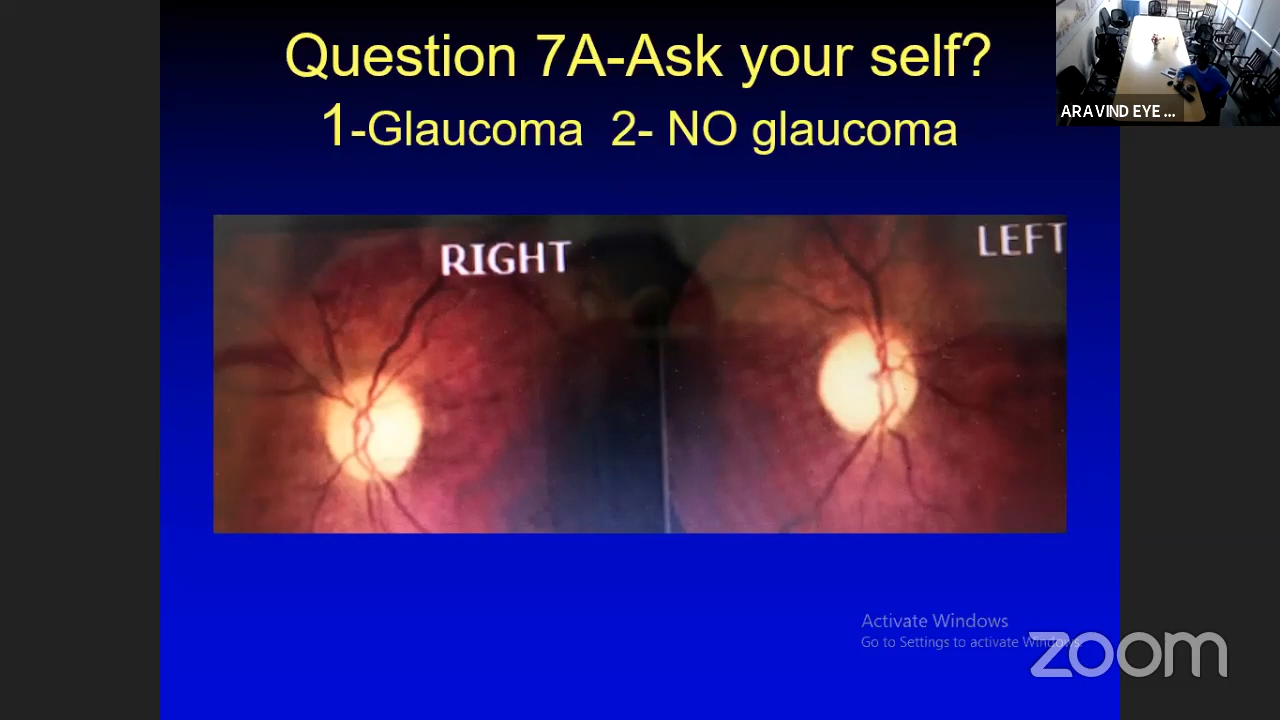 Question 7A-Ask your self?
1-Glaucoma 2- NO glaucoma
ARAVIND EYE ...
RIGHT
LEFT
Activate Windows
Go to Settings to activate Windows.
zoom